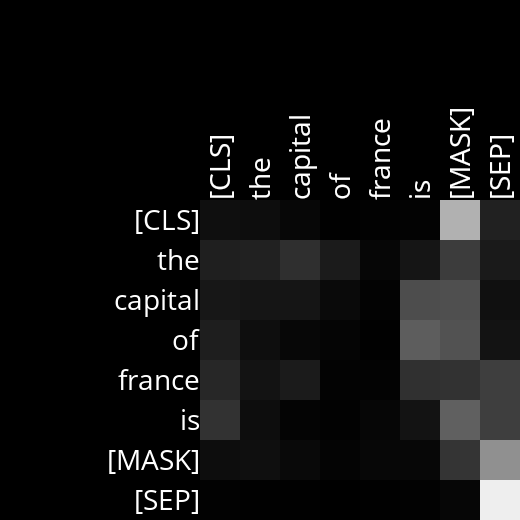 [CLS] the capital of france is [MASK] [SEP]
[CLS]
the
capital
of
france
is
[MASK]
[SEP]